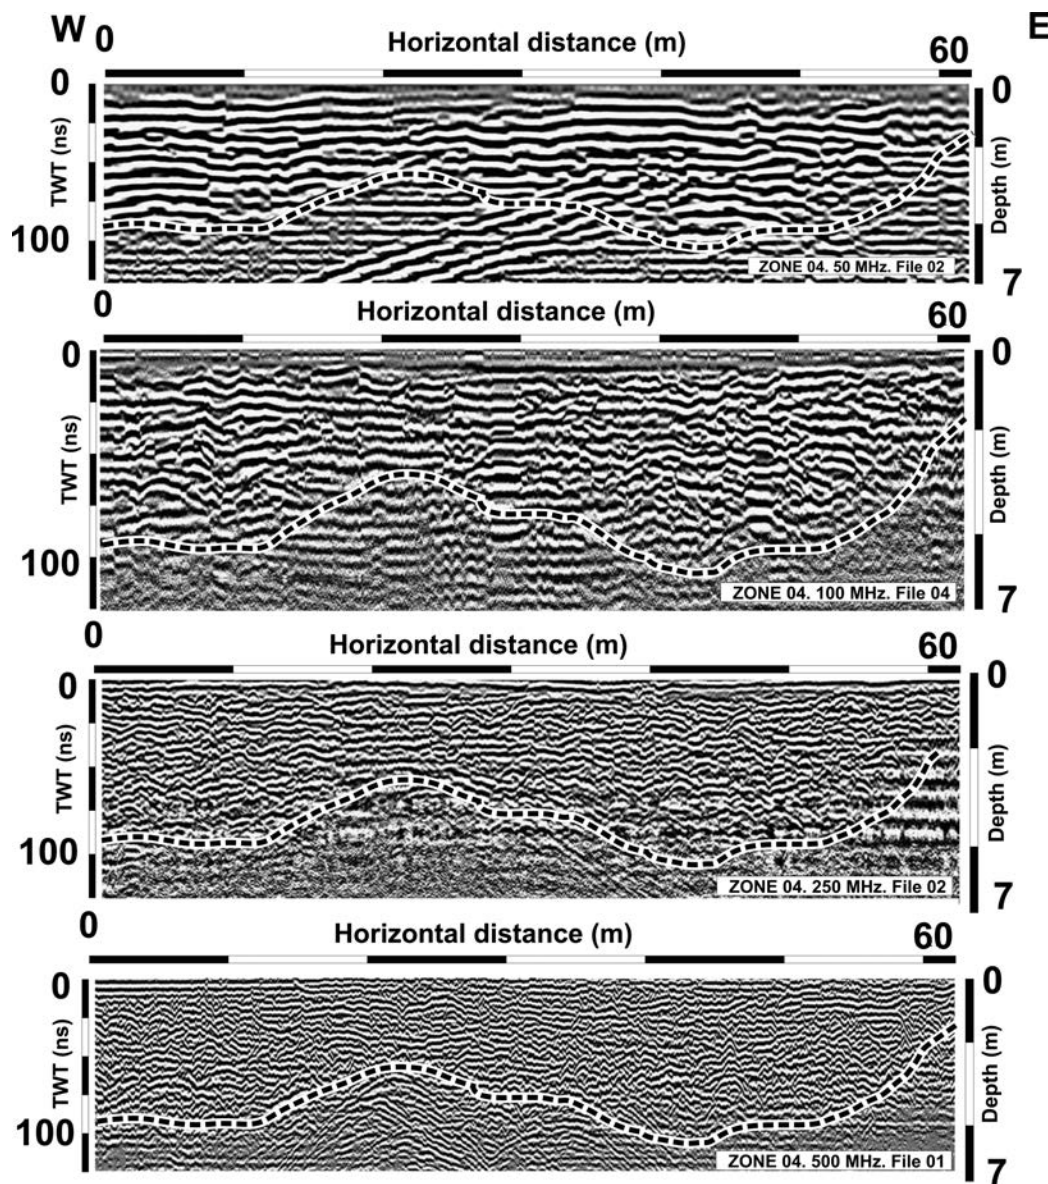 W 0 Horizontal distance (m) 60 E
0 0
TWT (ns)
Depth (m)
100
ZONE 04. 50 MHz. File 02
7
0 Horizontal distance (m) 60
0 0
TWT (ns)
Depth (m)
100
ZONE 04. 100 MHz. File 04
7
0 Horizontal distance (m) 60
0 0
TWT (ns)
Depth (m)
100
ZONE 04. 250 MHz. File 02
7
0 Horizontal distance (m) 60
0 0
TWT (ns)
Depth (m)
100
ZONE 04. 500 MHz. File 01
7